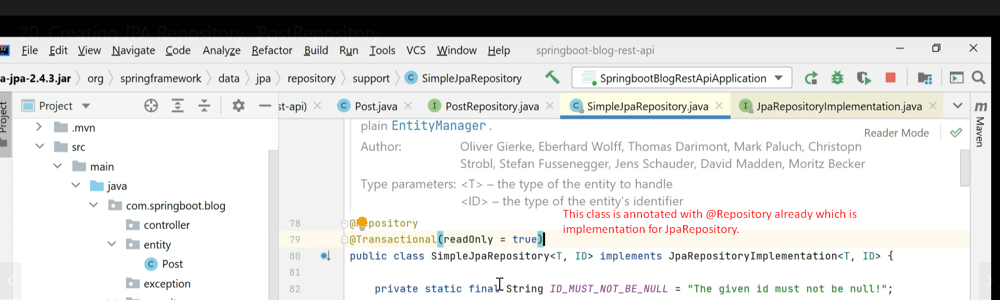 20. Creating JPA Repository -PostRepository
File Edit View Navigate Code Analyze Refactor Build Run Tools VCS Window Help springboot-blog-rest-api
a-jpa-2.4.3.jar org springframework data jpa repository support C SimpleJpaRepository SpringbootBlogRestApiApplication
Project
Project
st-api) C Post.java I PostRepository.java C SimpleJpaRepository.java I JpaRepositoryImplementation.java
m
Maven
.mvn
src
main
java
com.springboot.blog
controller
entity
C Post
exception
plain EntityManager .
Reader Mode
Author: Oliver Gierke, Eberhard Wolff, Thomas Darimont, Mark Paluch, Christoph
Strobl, Stefan Fussenegger, Jens Schauder, David Madden, Moritz Becker
Type parameters: <T> – the type of the entity to handle
<ID> – the type of the entity's identifier
This class is annotated with @Repository already which is
implementation for JpaRepository.
78 @Repository
79 @Transactional(readOnly = true)
80 public class SimpleJpaRepository<T, ID> implements JpaRepositoryImplementation<T, ID> {
81
82 private static final String ID_MUST_NOT_BE_NULL = "The given id must not be null!";